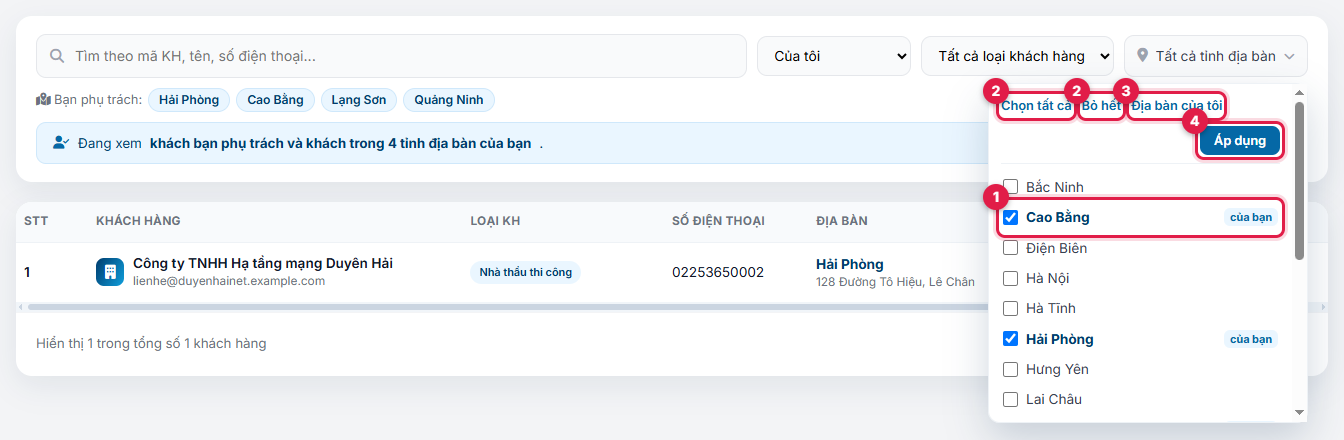 Tìm theo mã KH, tên, số điện thoại...
Của tôi
Tất cả loại khách hàng
Tất cả tỉnh địa bàn
Bạn phụ trách: Hải Phòng Cao Bằng Lạng Sơn Quảng Ninh
2 2 3
Chọn tất cả Bỏ hết Địa bàn của tôi
4
Áp dụng
Đang xem khách bạn phụ trách và khách trong 4 tỉnh địa bàn của bạn .
Bắc Ninh
1
Cao Bằng của bạn
Điện Biên
Hà Nội
Hà Tĩnh
Hải Phòng của bạn
Hưng Yên
Lai Châu
STT KHÁCH HÀNG LOẠI KH SỐ ĐIỆN THOẠI ĐỊA BÀN
1 Công ty TNHH Hạ tầng mạng Duyên Hải Nhà thầu thi công 02253650002 Hải Phòng
lienhe@duyenhainet.example.com 128 Đường Tô Hiệu, Lê Chân
Hiển thị 1 trong tổng số 1 khách hàng